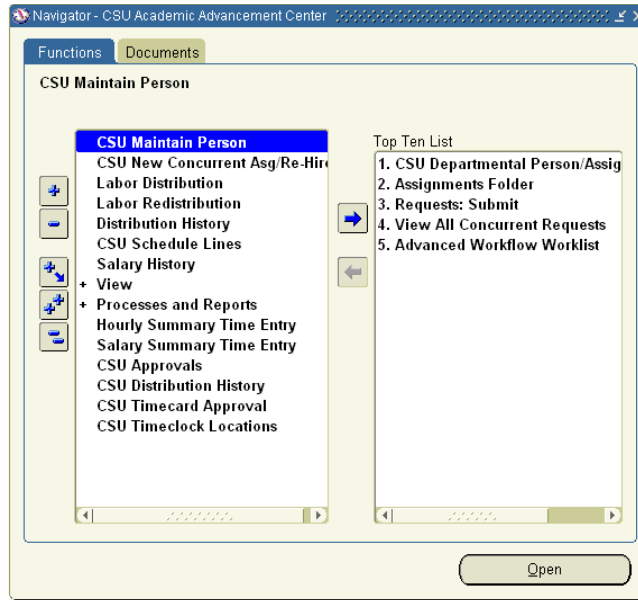 Navigator - CSU Academic Advancement Center
Functions
Documents
CSU Maintain Person
CSU Maintain Person
CSU New Concurrent Asg/Re-Hire
Labor Distribution
Labor Redistribution
Distribution History
CSU Schedule Lines
Salary History
+ View
+ Processes and Reports
Hourly Summary Time Entry
Salary Summary Time Entry
CSU Approvals
CSU Distribution History
CSU Timecard Approval
CSU Timeclock Locations
Top Ten List
1. CSU Departmental Person/Assig
2. Assignments Folder
3. Requests: Submit
4. View All Concurrent Requests
5. Advanced Workflow Worklist
Open